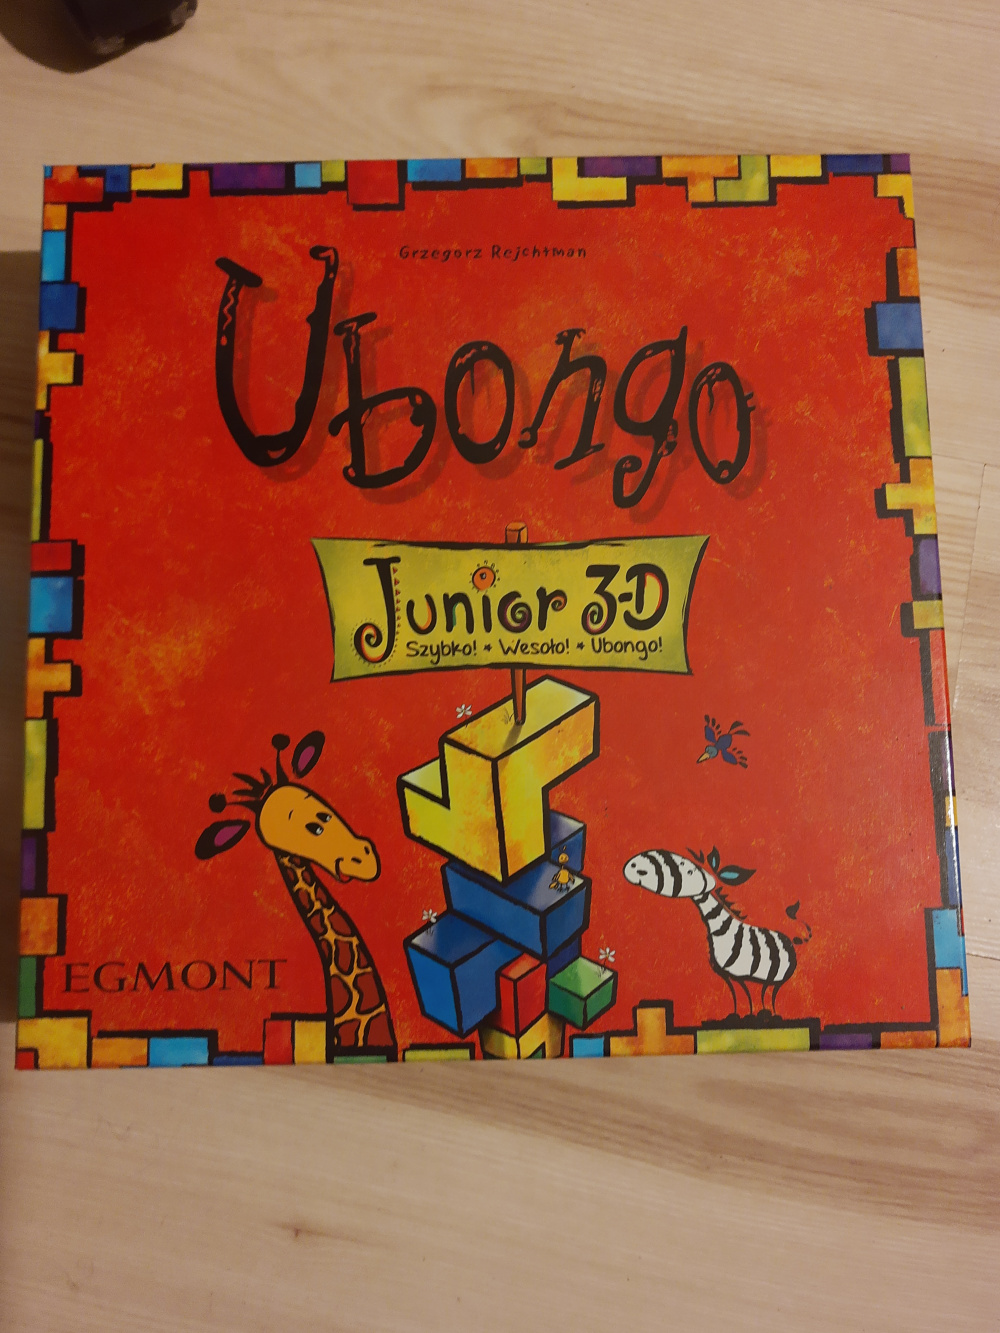 Grzegorz Rejchtman
Ubongo
Junior 3-D
Szybko! * Wesoło! * Ubongo!
EGMONT